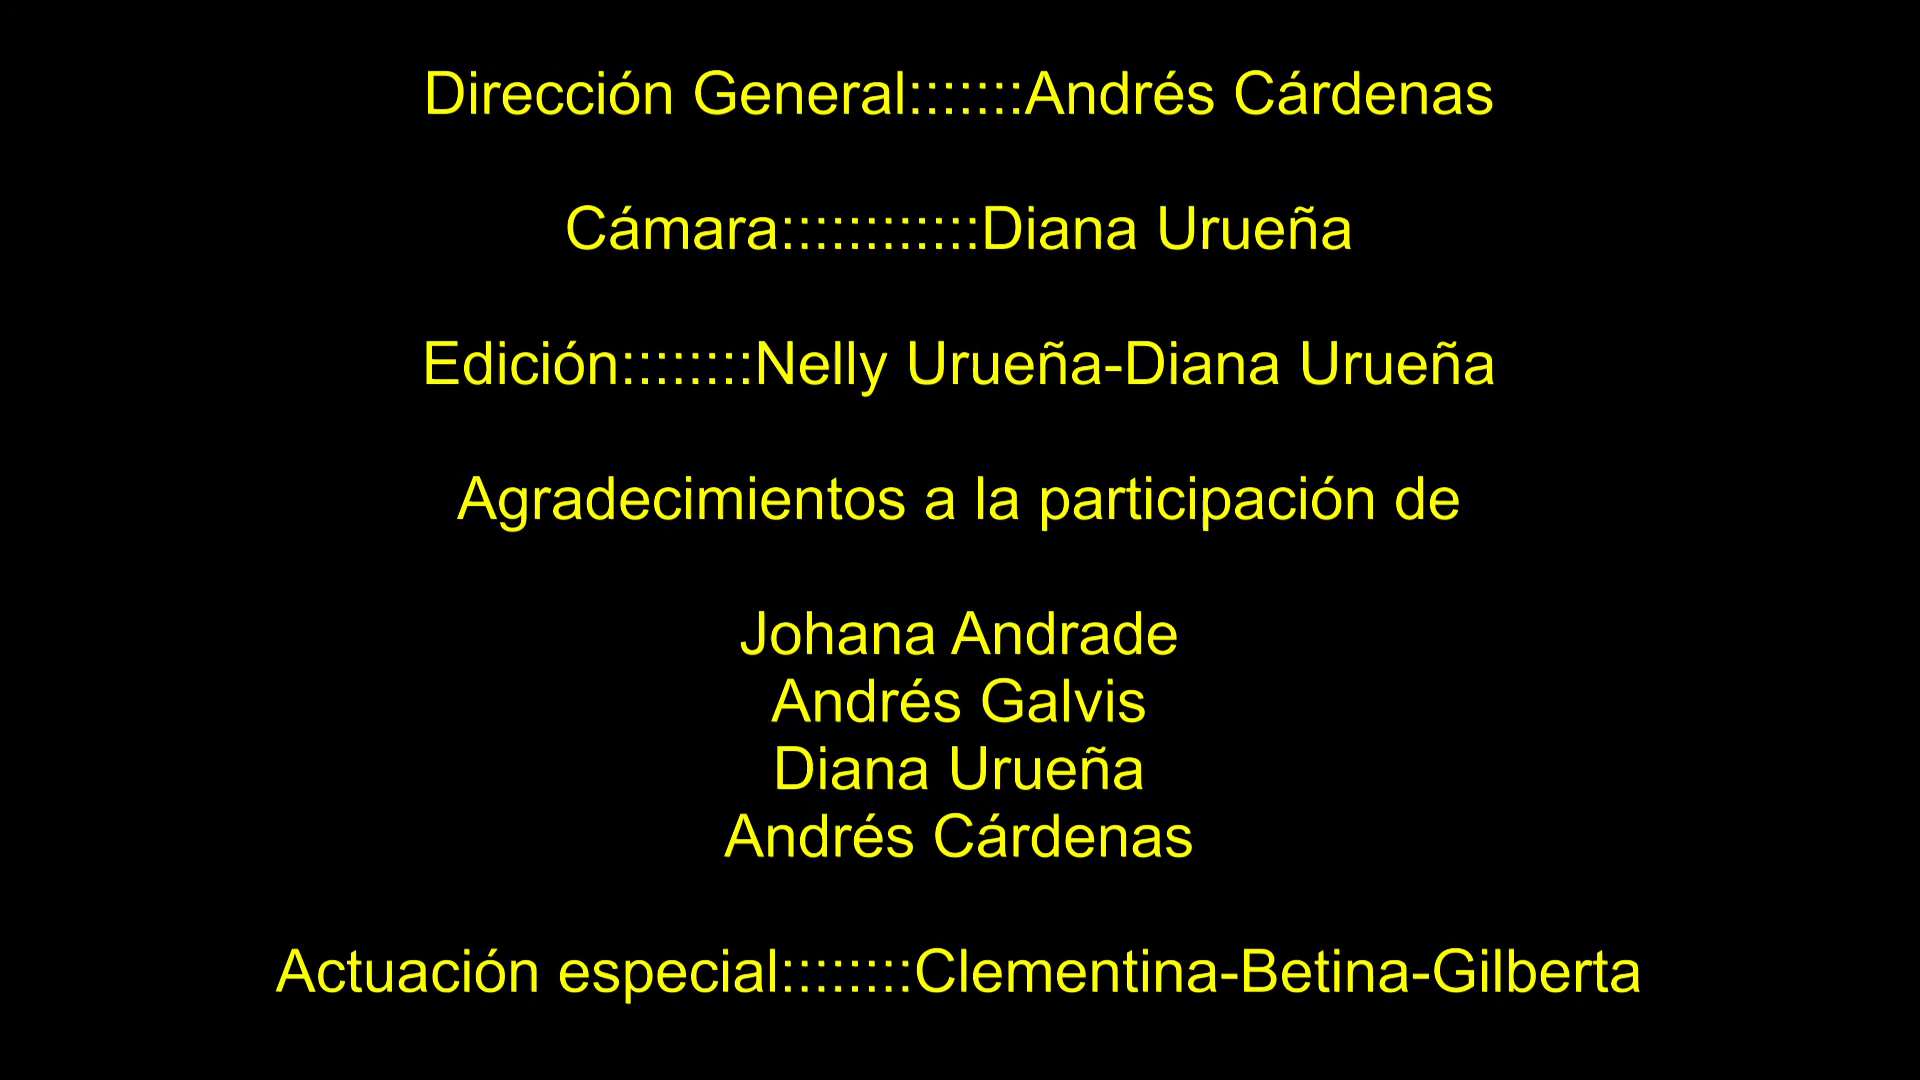 Dirección General:::::::Andrés Cárdenas
Cámara::::::::::::Diana Urueña
Edición::::::::Nelly Urueña-Diana Urueña
Agradecimientos a la participación de
Johana Andrade
Andrés Galvis
Diana Urueña
Andrés Cárdenas
Actuación especial::::::::Clementina-Betina-Gilberta